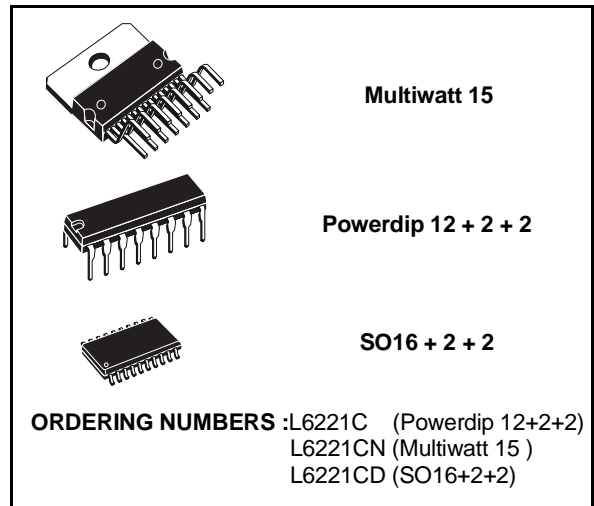 Multiwatt 15
Powerdip 12 + 2 + 2
SO16 + 2 + 2
ORDERING NUMBERS :L6221C (Powerdip 12+2+2)
L6221CN (Multiwatt 15 )
L6221CD (SO16+2+2)